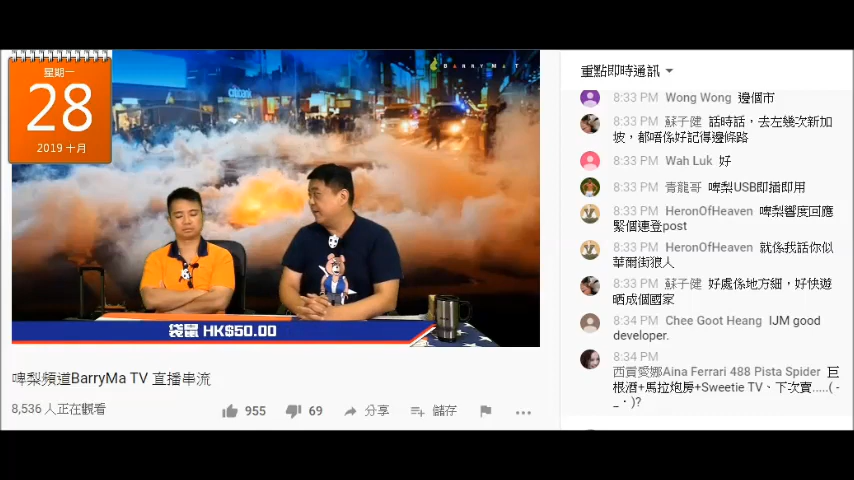 星期一
28
2019 十月
citibank
BARRYMAT
袋鼠 HK$50.00
啤梨頻道BarryMa TV 直播串流
8,536 人正在觀看
955
69
分享
儲存
重點即時通訊
8:33 PM Wong Wong 邊個市
8:33 PM 蘇子健 話時話，去左幾次新加
坡，都唔係好記得邊條路
8:33 PM Wah Luk 好
8:33 PM 青龍哥 啤梨USB即插即用
8:33 PM HeronOfHeaven 啤梨響度回應
緊個連登post
8:33 PM HeronOfHeaven 就係我話你似
華爾街狼人
8:33 PM 蘇子健 好處係地方細，好快遊
晒成個國家
8:34 PM Chee Goot Heang IJM good
developer.
8:34 PM
西貢愛娜Aina Ferrari 488 Pista Spider 巨
根酒+馬拉炮房+Sweetie TV、下次賣.....( -
_ ．)?